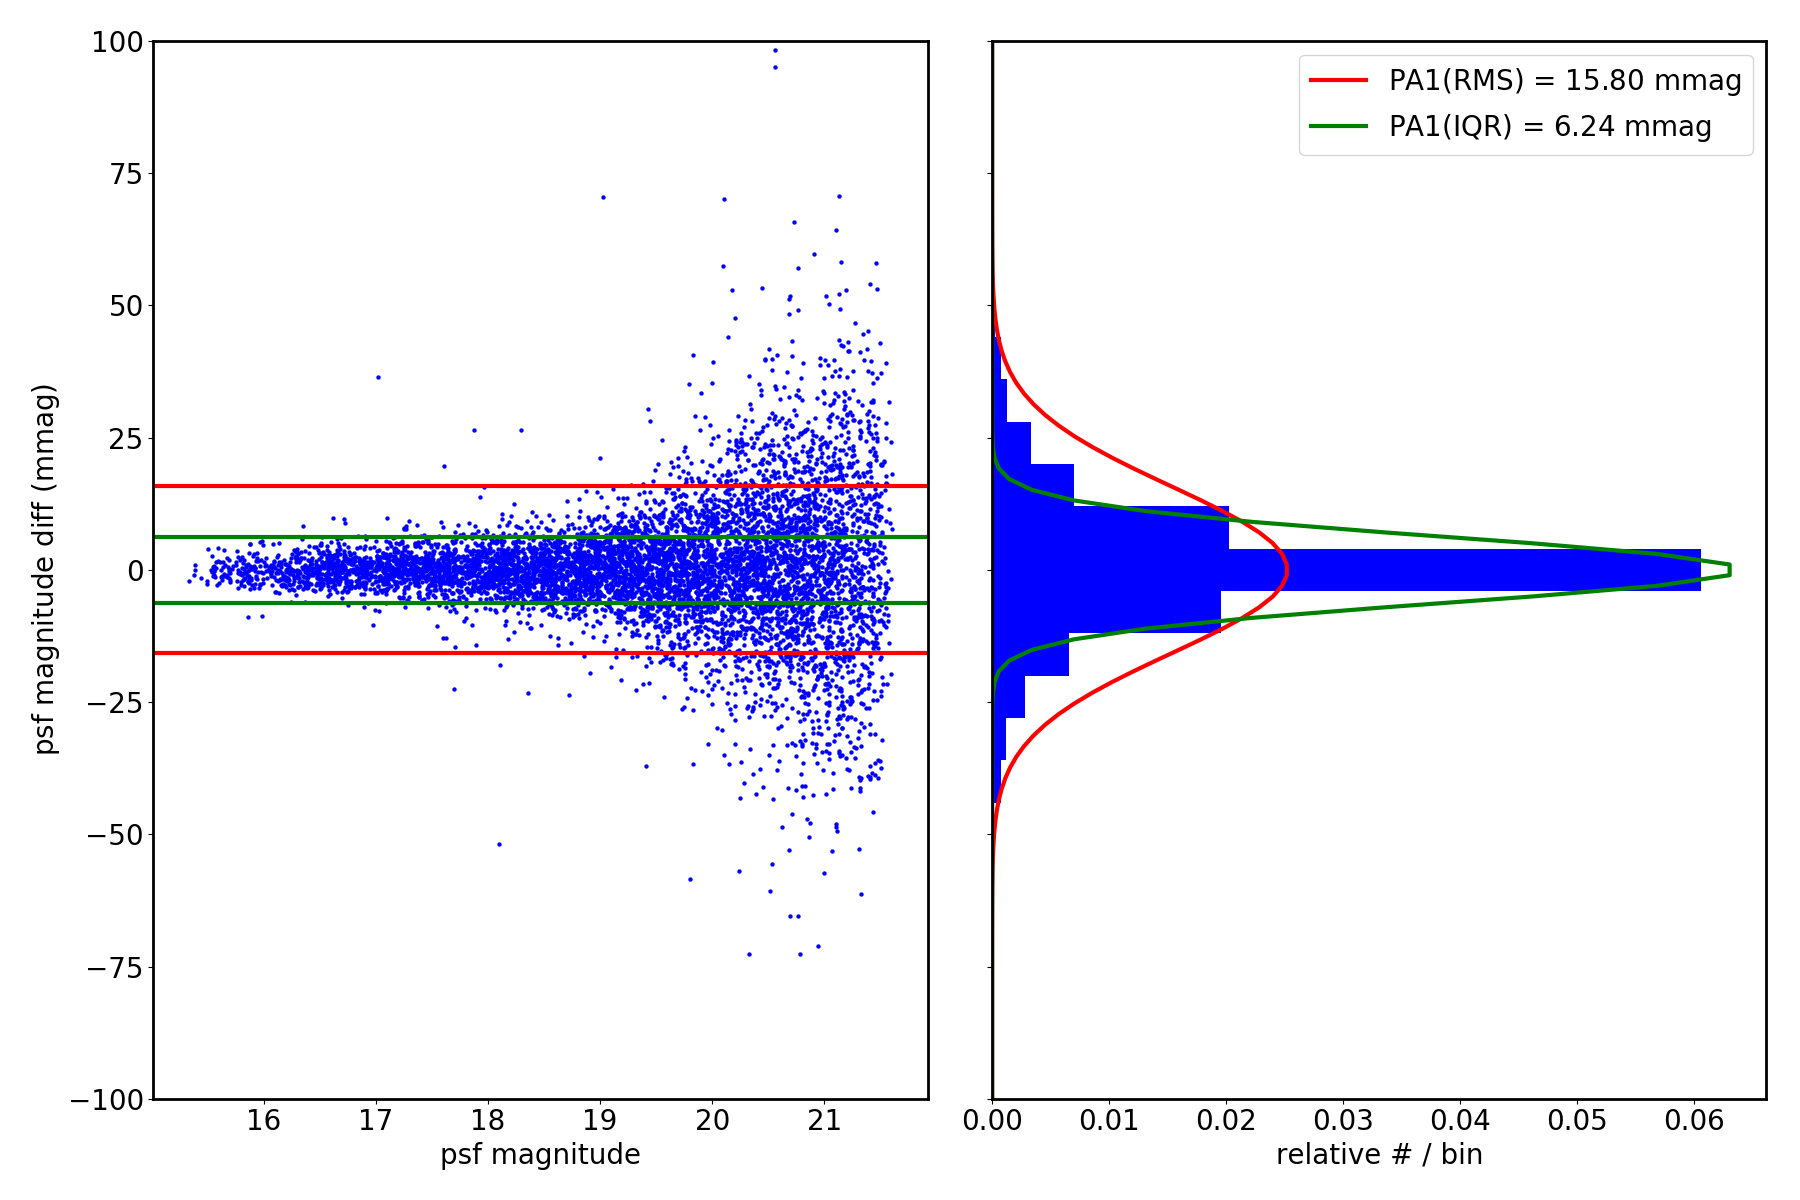 100
75
50
25
0
−25
−50
−75
−100
psf magnitude diff (mmag)
16 17 18 19 20 21
psf magnitude
PA1(RMS) = 15.80 mmag
PA1(IQR) = 6.24 mmag
0.00 0.01 0.02 0.03 0.04 0.05 0.06
relative # / bin